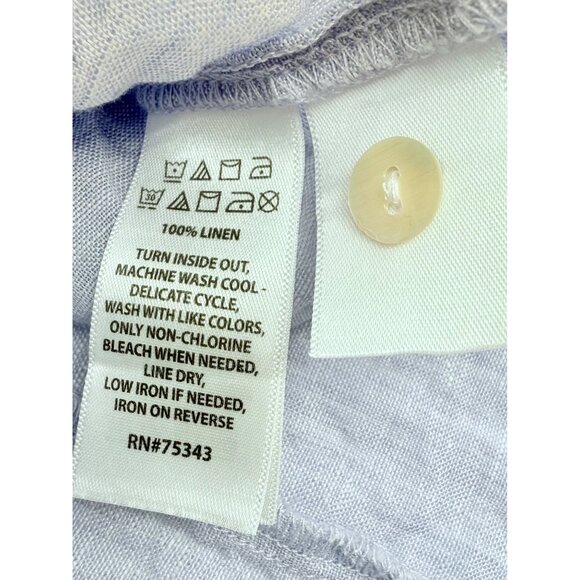 30
100% LINEN
TURN INSIDE OUT,
MACHINE WASH COOL -
DELICATE CYCLE,
WASH WITH LIKE COLORS,
ONLY NON-CHLORINE
BLEACH WHEN NEEDED,
LINE DRY,
LOW IRON IF NEEDED,
IRON ON REVERSE
RN#75343